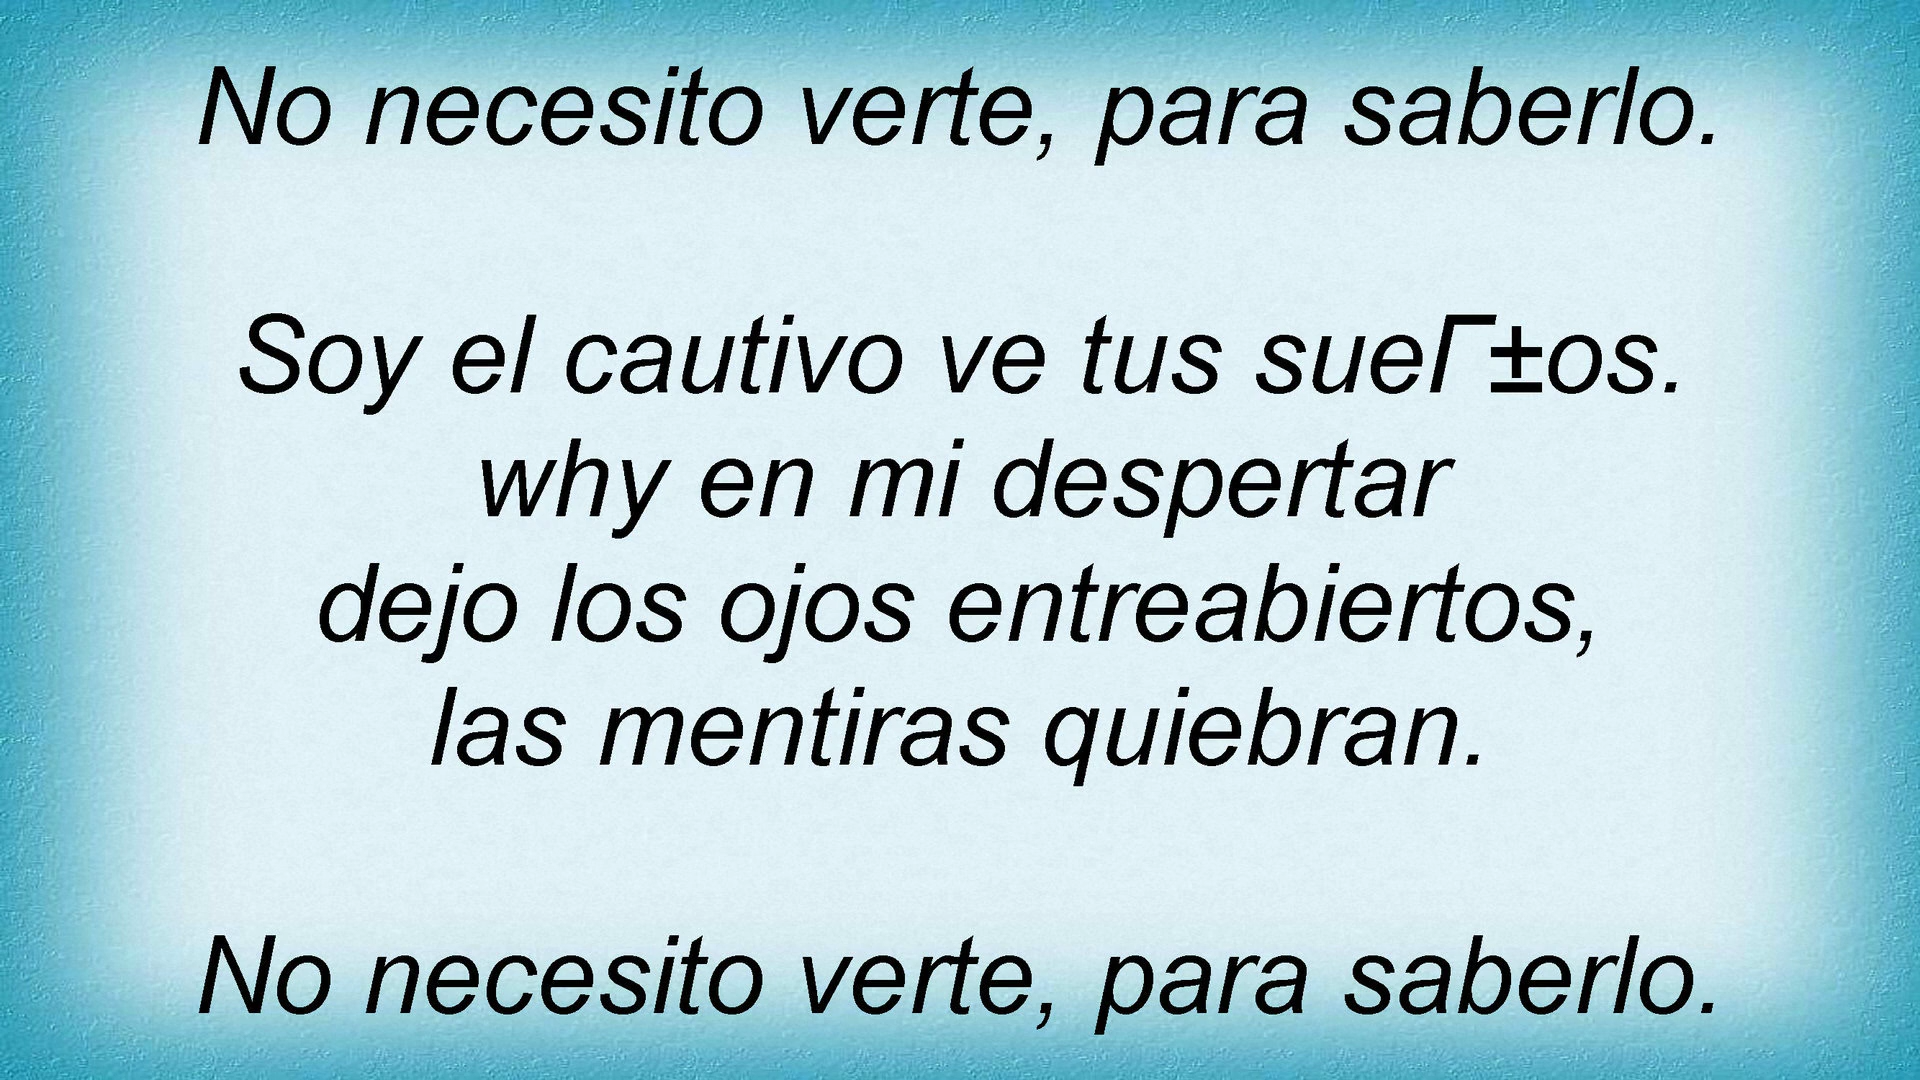 No necesito verte, para saberlo.
Soy el cautivo ve tus sueГ±os.
why en mi despertar
dejo los ojos entreabiertos,
las mentiras quiebran.
No necesito verte, para saberlo.